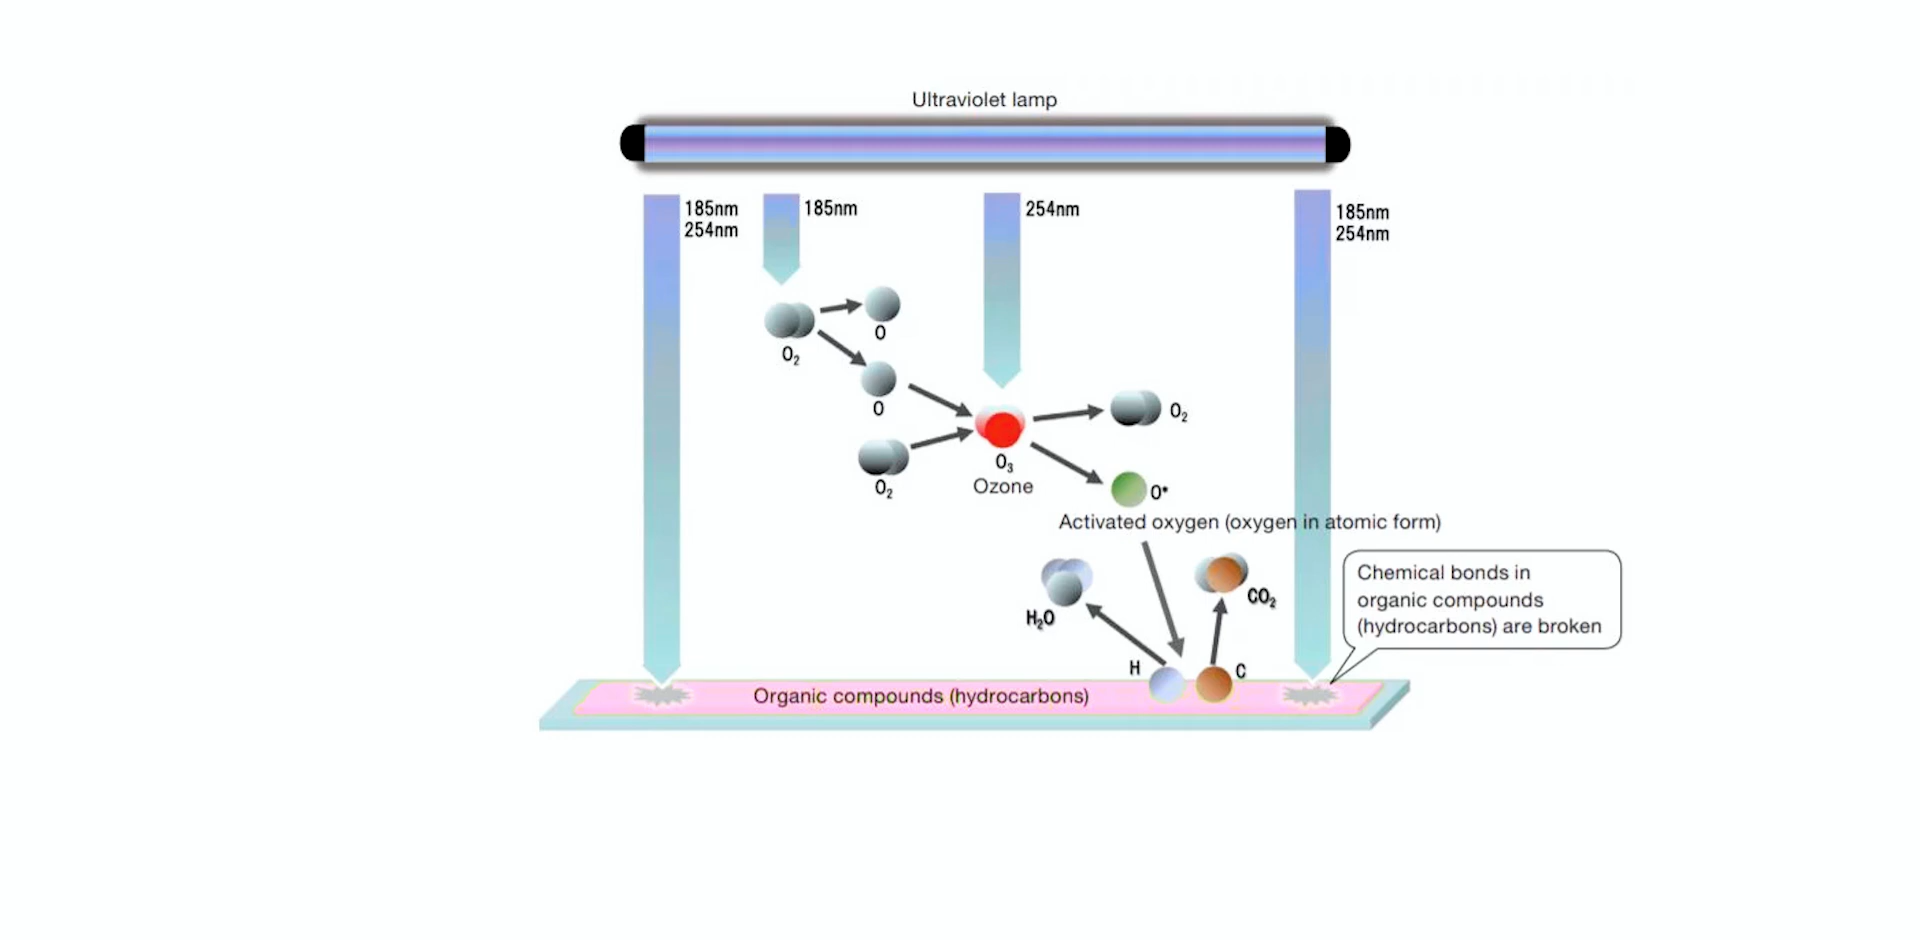 Ultraviolet lamp
185nm
254nm
185nm
254nm
185nm
254nm
O
O₂
O
O₂
O₂
O₃
Ozone
O*
Activated oxygen (oxygen in atomic form)
Chemical bonds in
organic compounds
(hydrocarbons) are broken
H₂O
CO₂
H
C
Organic compounds (hydrocarbons)